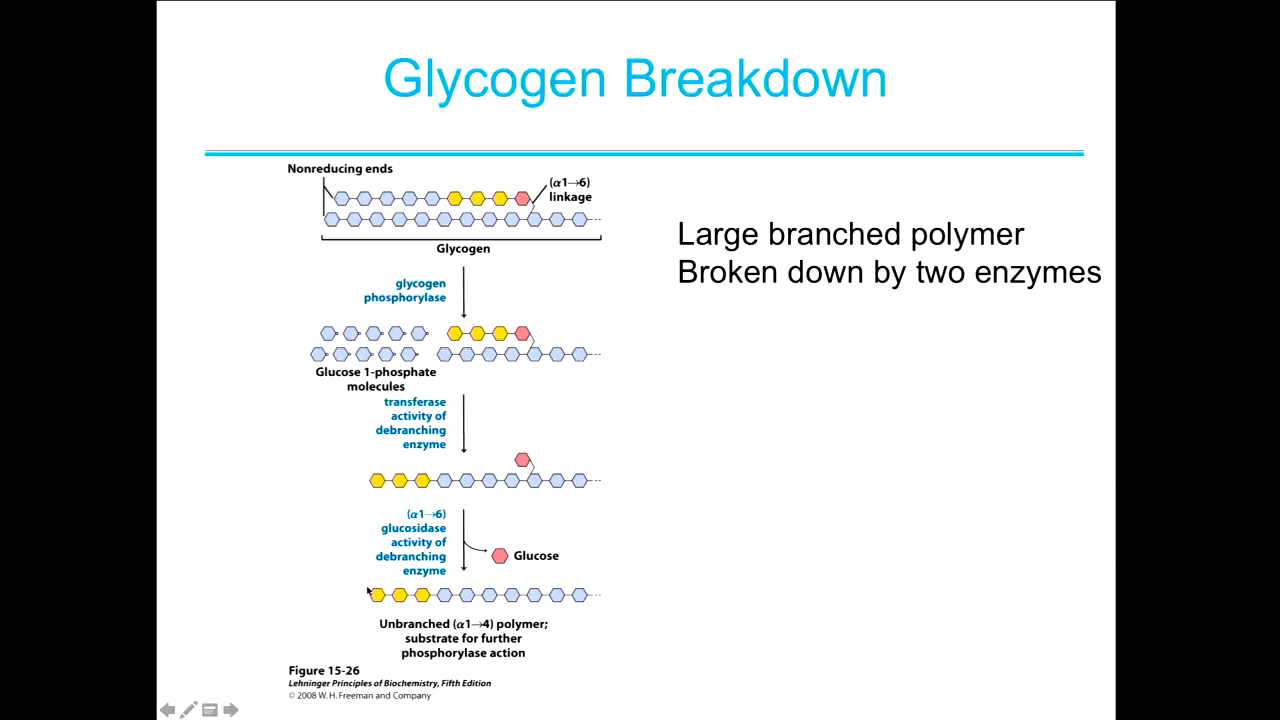 Glycogen Breakdown
Nonreducing ends
(α1→6)
linkage
Glycogen
Large branched polymer
Broken down by two enzymes
glycogen
phosphorylase
Glucose 1-phosphate
molecules
transferase
activity of
debranching
enzyme
(α1→6)
glucosidase
activity of
debranching
enzyme
Glucose
Unbranched (α1→4) polymer;
substrate for further
phosphorylase action
Figure 15-26
Lehninger Principles of Biochemistry, Fifth Edition
© 2008 W. H. Freeman and Company